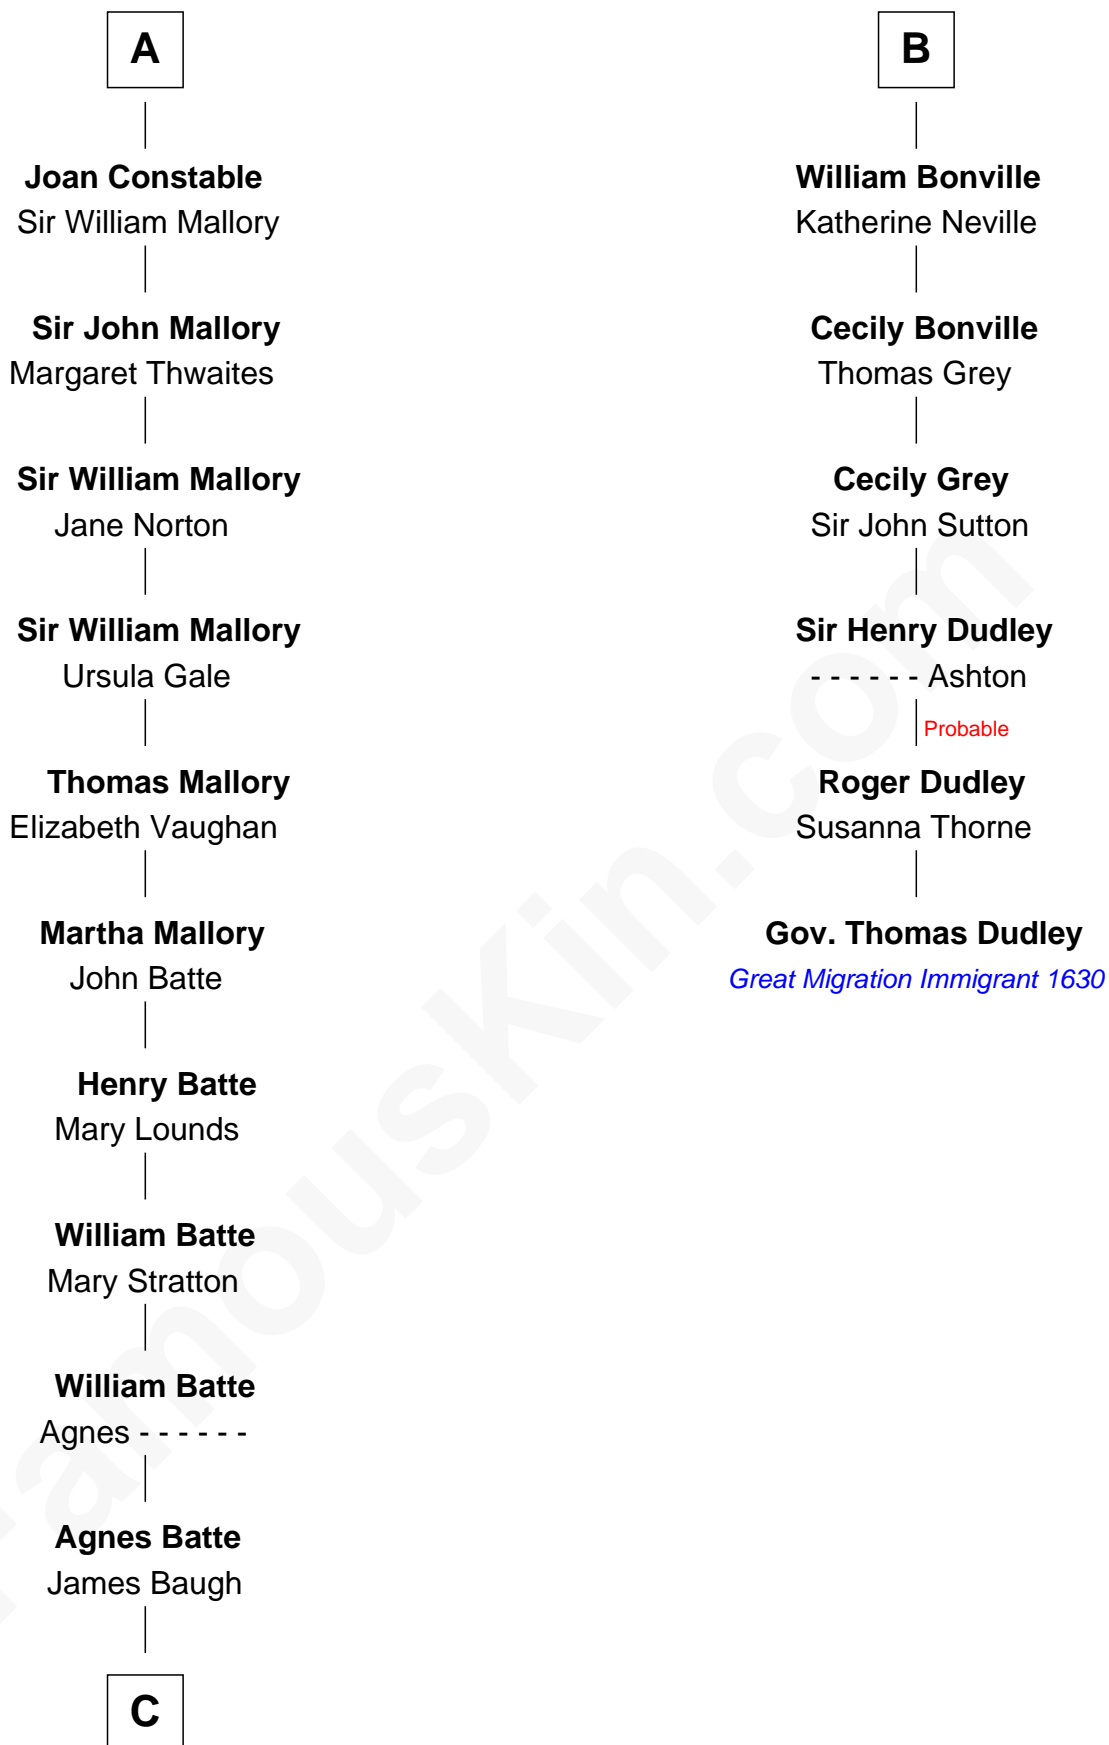 A
Joan Constable
Sir William Mallory
Sir John Mallory
Margaret Thwaites
Sir William Mallory
Jane Norton
Sir William Mallory
Ursula Gale
Thomas Mallory
Elizabeth Vaughan
Martha Mallory
John Batte
Henry Batte
Mary Lounds
William Batte
Mary Stratton
William Batte
Agnes - - - - - -
Agnes Batte
James Baugh
C
B
William Bonville
Katherine Neville
Cecily Bonville
Thomas Grey
Cecily Grey
Sir John Sutton
Sir Henry Dudley
- - - - - - Ashton
Probable
Roger Dudley
Susanna Thorne
Gov. Thomas Dudley
Great Migration Immigrant 1630
FamousKin.com